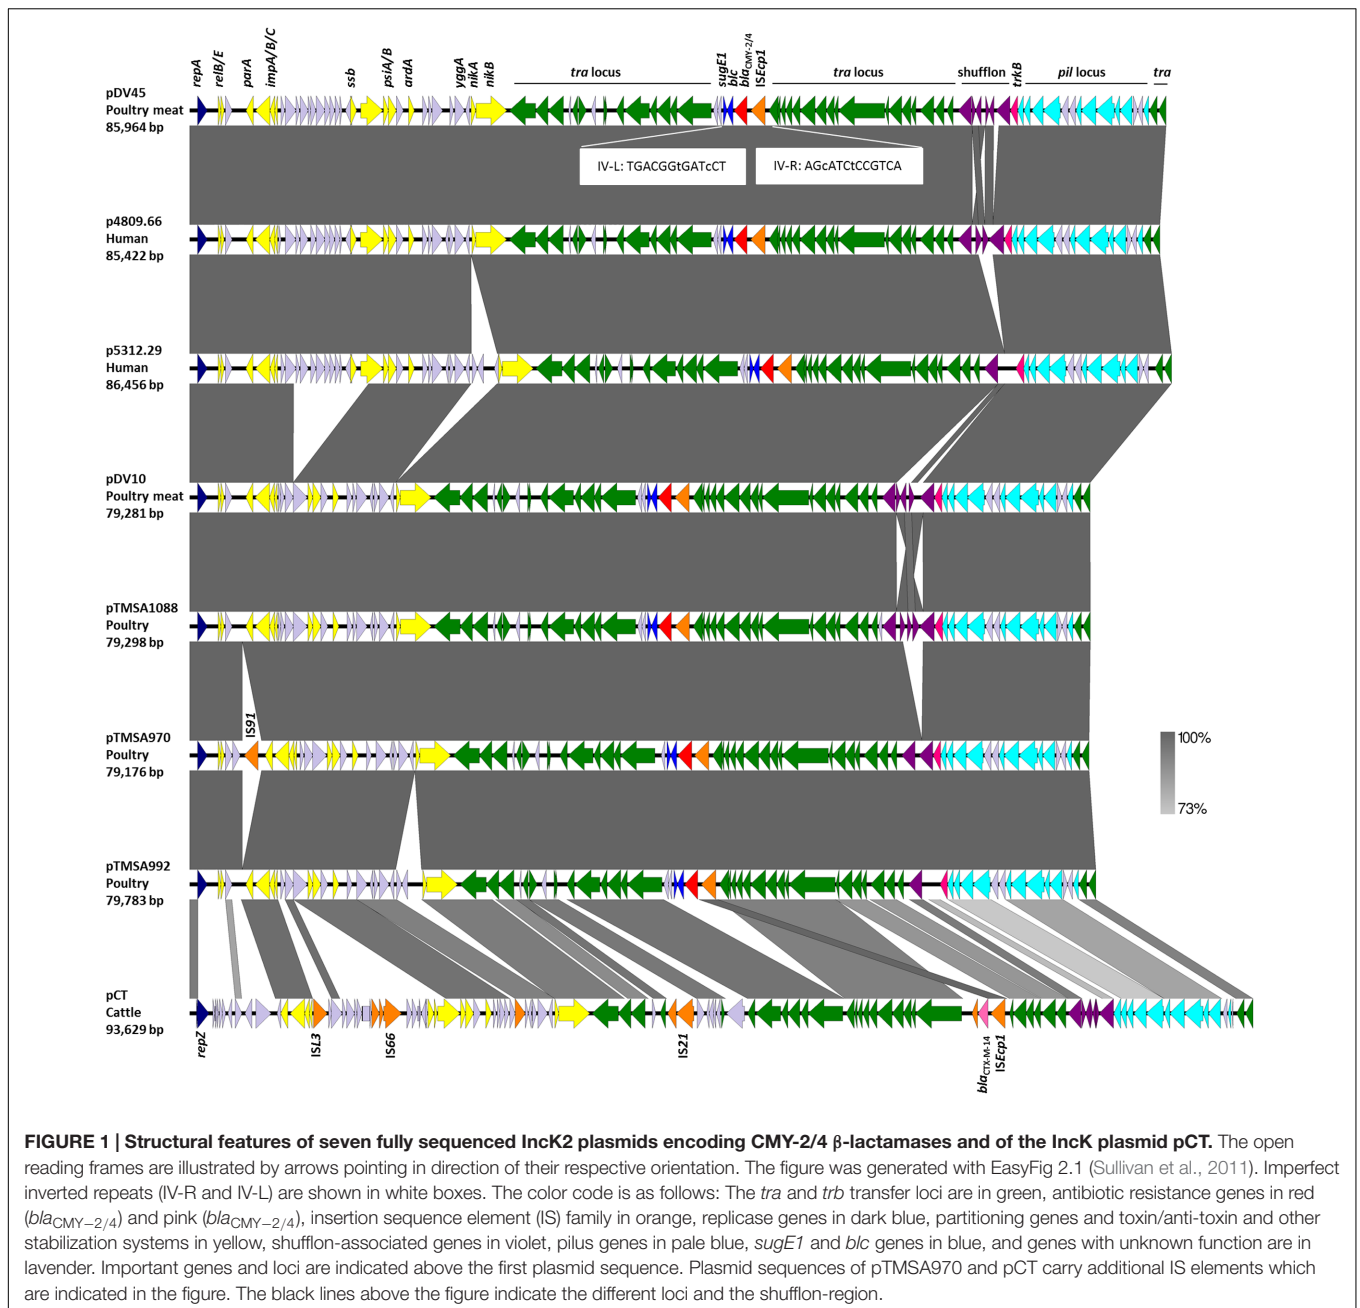 repA relB/E parA impA/B/C ssb psiA/B ardA yggA nikA nikB tra locus sugE1 blc blaCMY-2/4 ISEcp1 tra locus shufflon trkB pil locus tra
pDV45
Poultry meat
85,964 bp
IV-L: TGACGGtGATcCT IV-R: AGcATCtCCGTCA
p4809.66
Human
85,422 bp
p5312.29
Human
86,456 bp
pDV10
Poultry meat
79,281 bp
pTMSA1088
Poultry
79,298 bp
IS91
pTMSA970
Poultry
79,176 bp
100%
73%
pTMSA992
Poultry
79,783 bp
pCT
Cattle
93,629 bp
repZ ISL3 IS66 IS21 blaCTX-M-14 ISEcp1
FIGURE 1 | Structural features of seven fully sequenced IncK2 plasmids encoding CMY-2/4 β-lactamases and of the IncK plasmid pCT. The open
reading frames are illustrated by arrows pointing in direction of their respective orientation. The figure was generated with EasyFig 2.1 (Sullivan et al., 2011). Imperfect
inverted repeats (IV-R and IV-L) are shown in white boxes. The color code is as follows: The tra and trb transfer loci are in green, antibiotic resistance genes in red
(blaCMY−2/4) and pink (blaCMY−2/4), insertion sequence element (IS) family in orange, replicase genes in dark blue, partitioning genes and toxin/anti-toxin and other
stabilization systems in yellow, shufflon-associated genes in violet, pilus genes in pale blue, sugE1 and blc genes in blue, and genes with unknown function are in
lavender. Important genes and loci are indicated above the first plasmid sequence. Plasmid sequences of pTMSA970 and pCT carry additional IS elements which
are indicated in the figure. The black lines above the figure indicate the different loci and the shufflon-region.